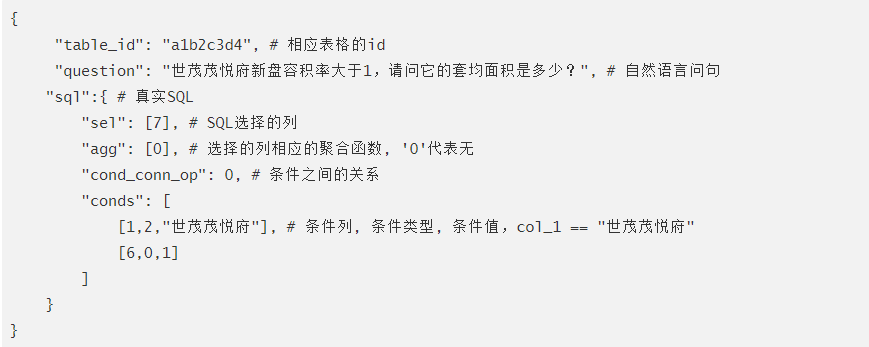 {
"table_id": "a1b2c3d4", # 相应表格的id
"question": "世茂茂悦府新盘容积率大于1，请问它的套均面积是多少？", # 自然语言问句
"sql":{ # 真实SQL
"sel": [7], # SQL选择的列
"agg": [0], # 选择的列相应的聚合函数, '0'代表无
"cond_conn_op": 0, # 条件之间的关系
"conds": [
[1,2,"世茂茂悦府"], # 条件列, 条件类型, 条件值，col_1 == "世茂茂悦府"
[6,0,1]
]
}
}